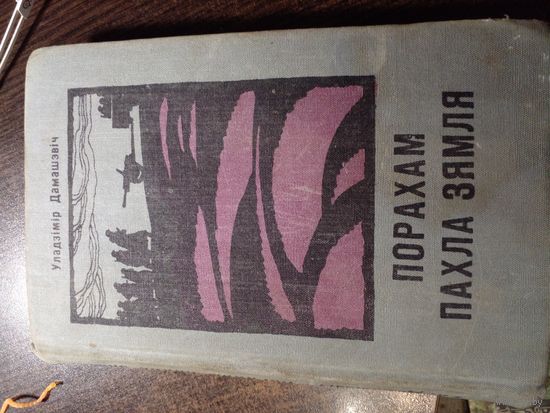 Уладзімір Дамашэвіч
ПОРАХАМ
ПАХЛА ЗЯМЛЯ